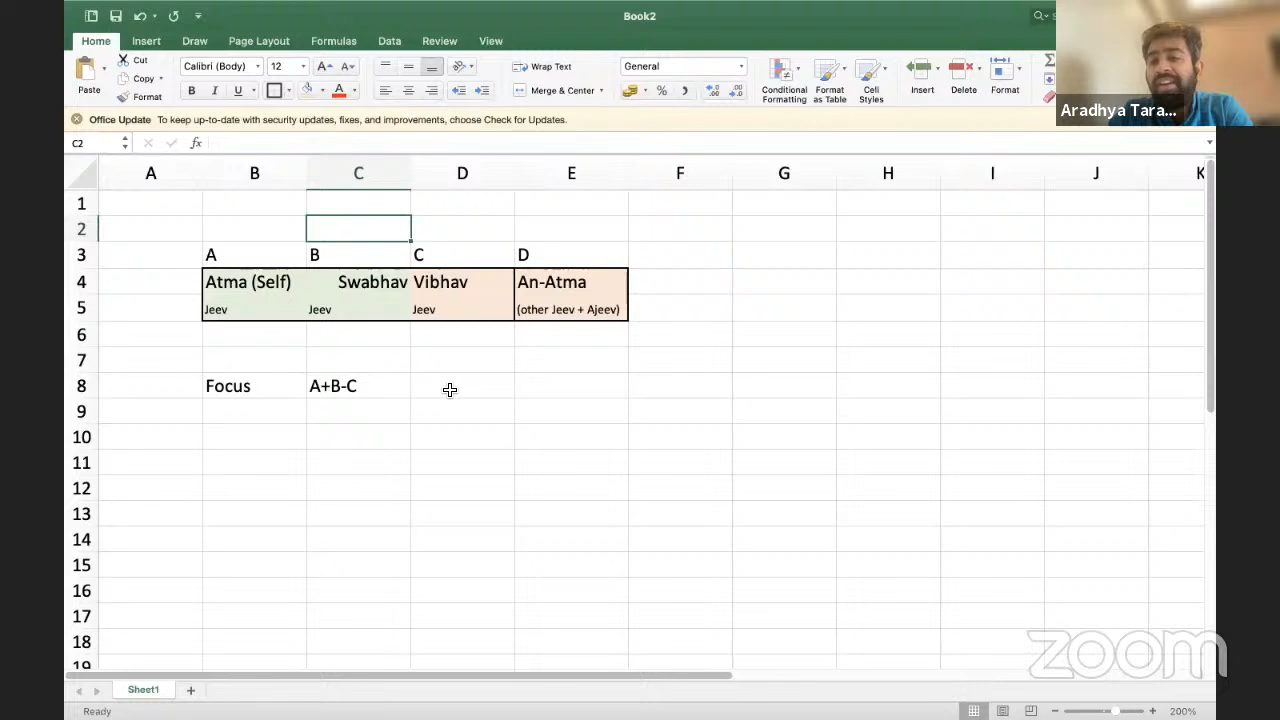 Book2
Home Insert Draw Page Layout Formulas Data Review View
Paste
Cut
Copy
Format
Calibri (Body) 12
A A
B I U
A
Wrap Text
Merge & Center
General
%
Conditional Formatting
Format as Table
Cell Styles
Insert
Delete
Format
Aradhya Tara...
Office Update To keep up-to-date with security updates, fixes, and improvements, choose Check for Updates.
C2 fx
A B C D E F G H I J K
1
2
3 A B C D
4 Atma (Self) Swabhav Vibhav An-Atma
5 Jeev Jeev Jeev (other Jeev + Ajeev)
6
7
8 Focus A+B-C
9
10
11
12
13
14
15
16
17
18
19
zoom
Sheet1
Ready 200%